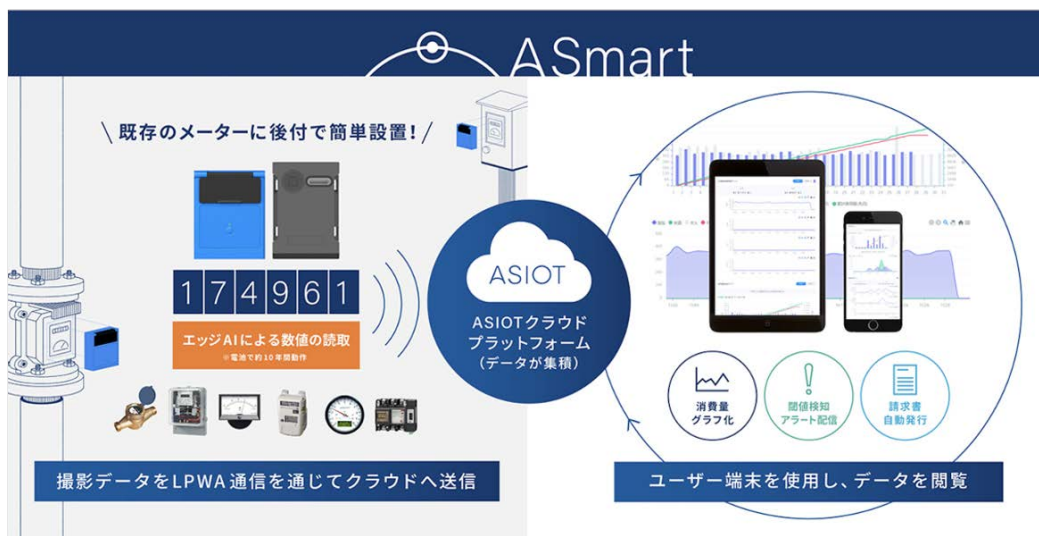 ASmart
\ 既存のメーターに後付で簡単設置! /
174961
エッジAIによる数値の読取
※電池で約10年間動作
撮影データをLPWA通信を通じてクラウドへ送信
ASIOT
ASIOTクラウド
プラットフォーム
(データが集積)
消費量
グラフ化
閾値検知
アラート配信
請求書
自動発行
ユーザー端末を使用し、データを閲覧